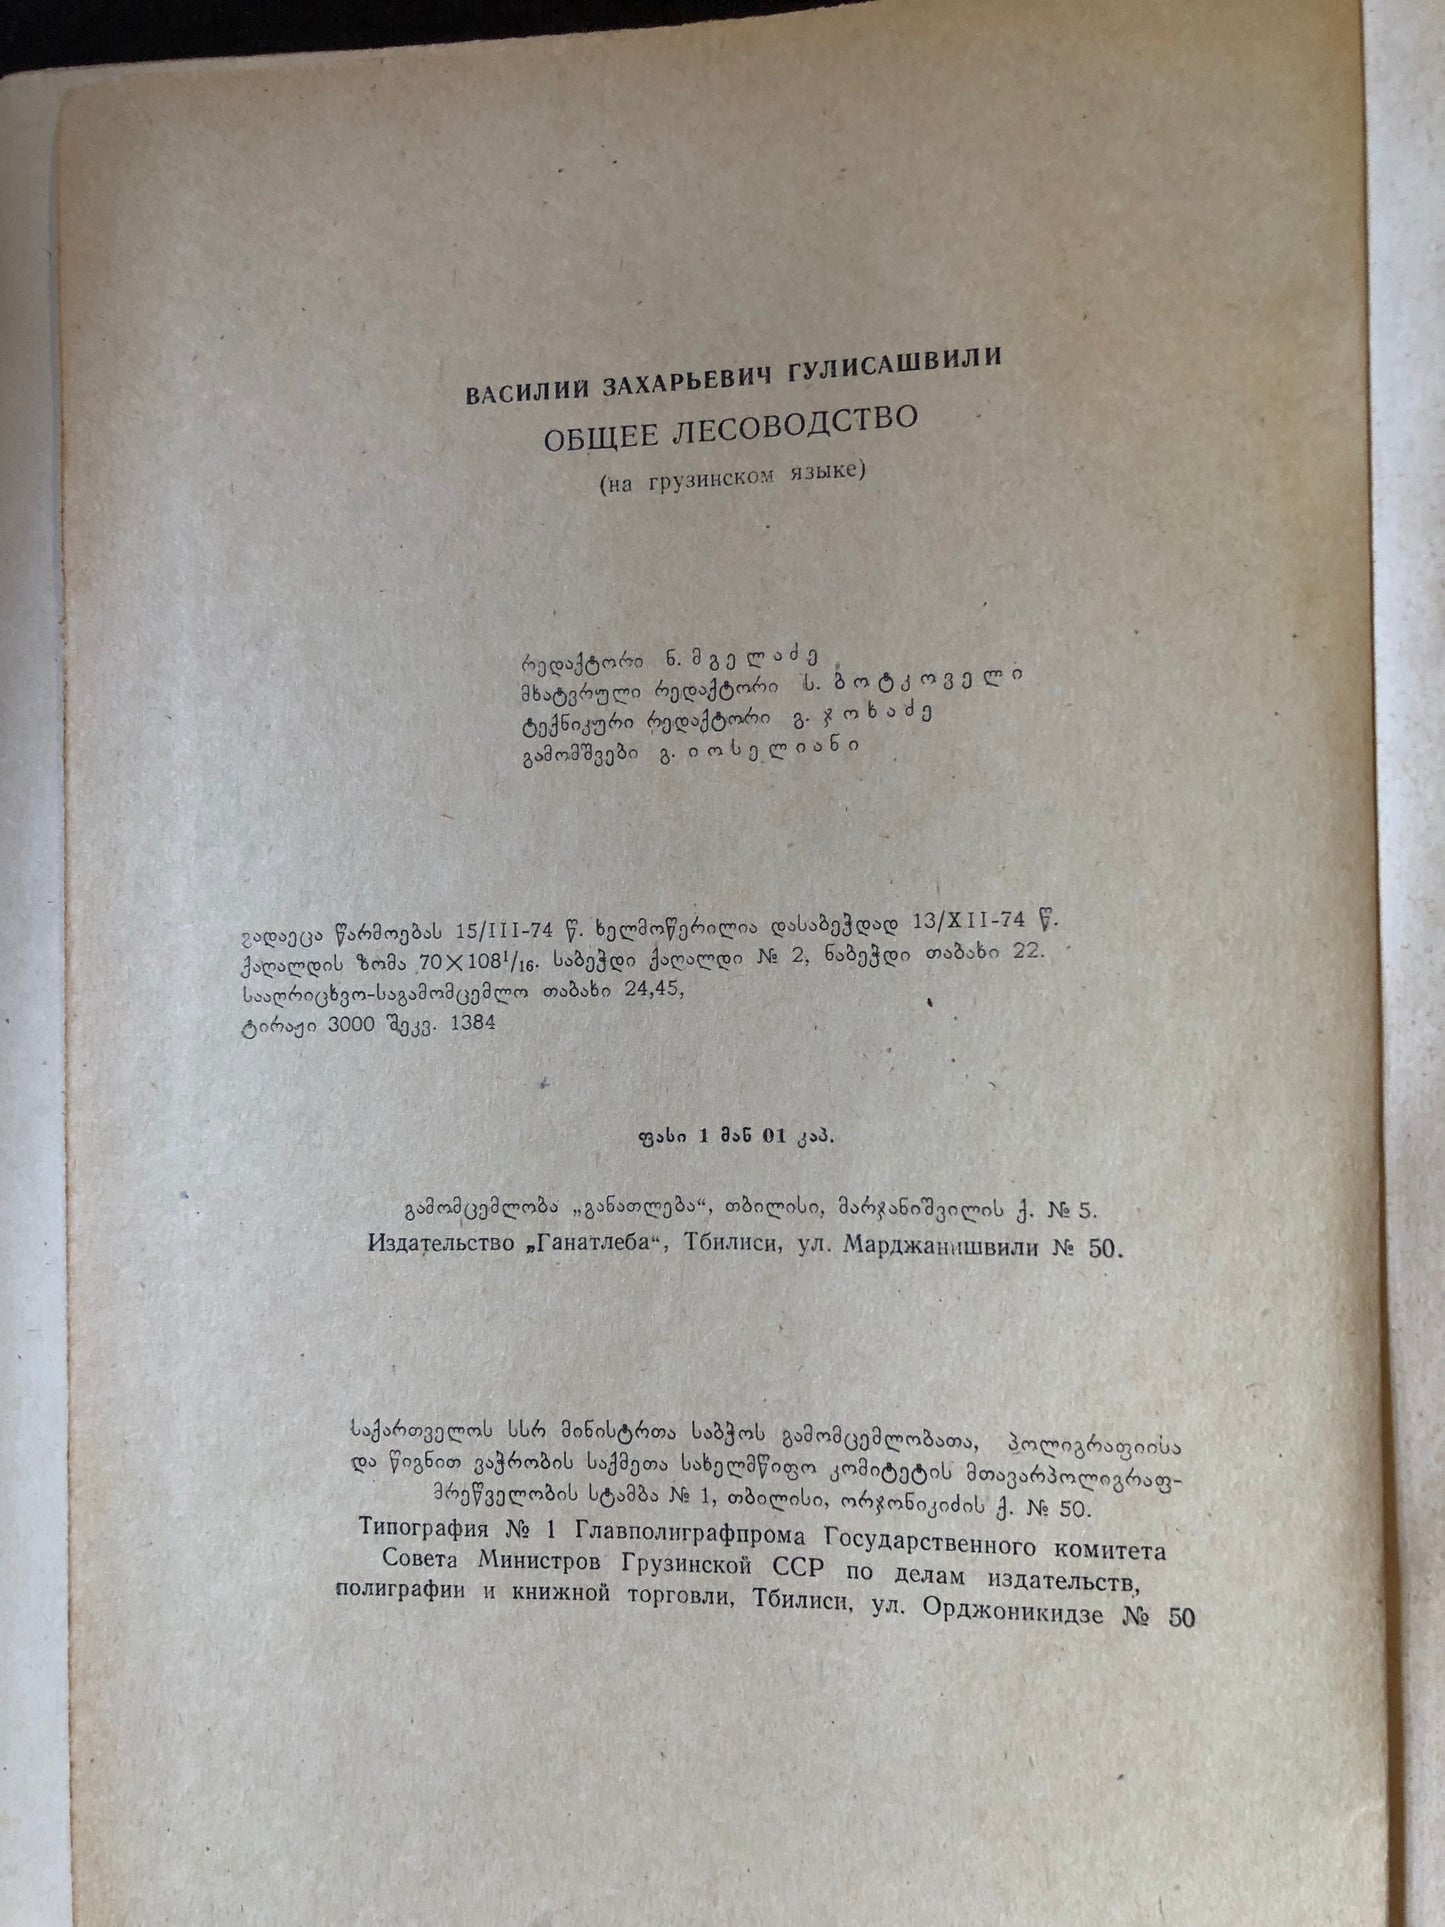 ВАСИЛИЙ ЗАХАРЬЕВИЧ ГУЛИСАШВИЛИ
ОБЩЕЕ ЛЕСОВОДСТВО
(на грузинском языке)
რედაქტორი ნ. მგელაძე
მხატვრული რედაქტორი ს. ბოტკოველი
ტექნიკური რედაქტორი გ. ჯოხაძე
გამომშვები გ. იოსელიანი
გადაეცა წარმოებას 15/III-74 წ. ხელმოწერილია დასაბეჭდად 13/XII-74 წ.
ქაღალდის ზომა 70×108¹/₁₆. საბეჭდი ქაღალდი № 2, ნაბეჭდი თაბახი 22.
სააღრიცხვო-საგამომცემლო თაბახი 24,45,
ტირაჟი 3000 შეკვ. 1384
ფასი 1 მან 01 კაპ.
გამომცემლობა „განათლება“, თბილისი, მარჯანიშვილის ქ. № 5.
Издательство „Ганатлеба“, Тбилиси, ул. Марджанишвили № 50.
საქართველოს სსრ მინისტრთა საბჭოს გამომცემლობათა, პოლიგრაფიისა
და წიგნით ვაჭრობის საქმეთა სახელმწიფო კომიტეტის მთავარპოლიგრაფ-
მრეწველობის სტამბა № 1, თბილისი, ორჯონიკიძის ქ. № 50.
Типография № 1 Главполиграфпрома Государственного комитета
Совета Министров Грузинской ССР по делам издательств,
полиграфии и книжной торговли, Тбилиси, ул. Орджоникидзе № 50